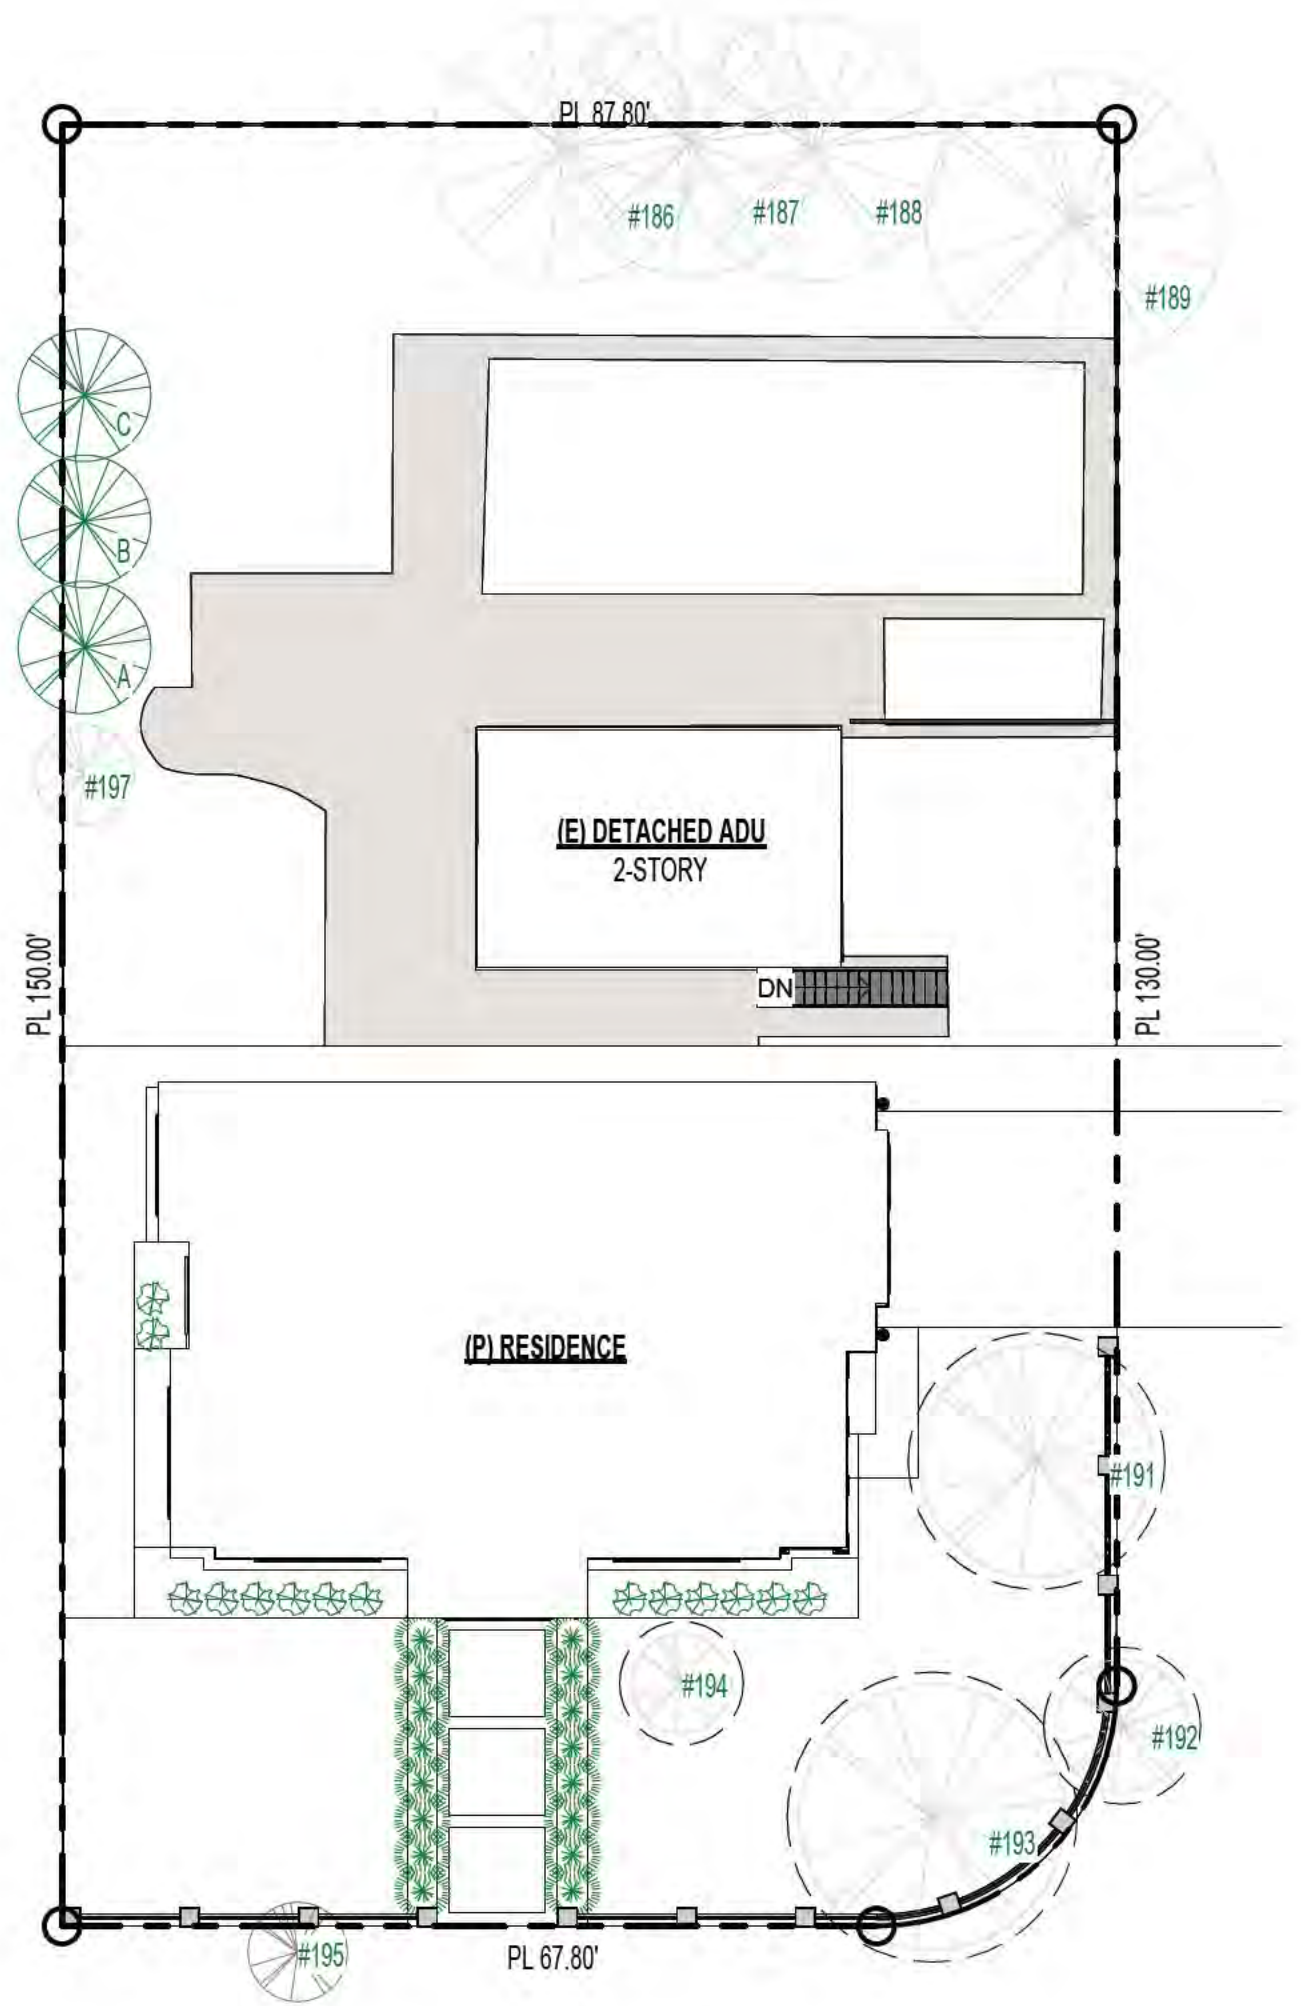 PL 87.80'
#186
#187
#188
#189
C
B
A
#197
(E) DETACHED ADU
2-STORY
PL 150.00'
DN
PL 130.00'
(P) RESIDENCE
#191
#194
#192
#193
#195
PL 67.80'